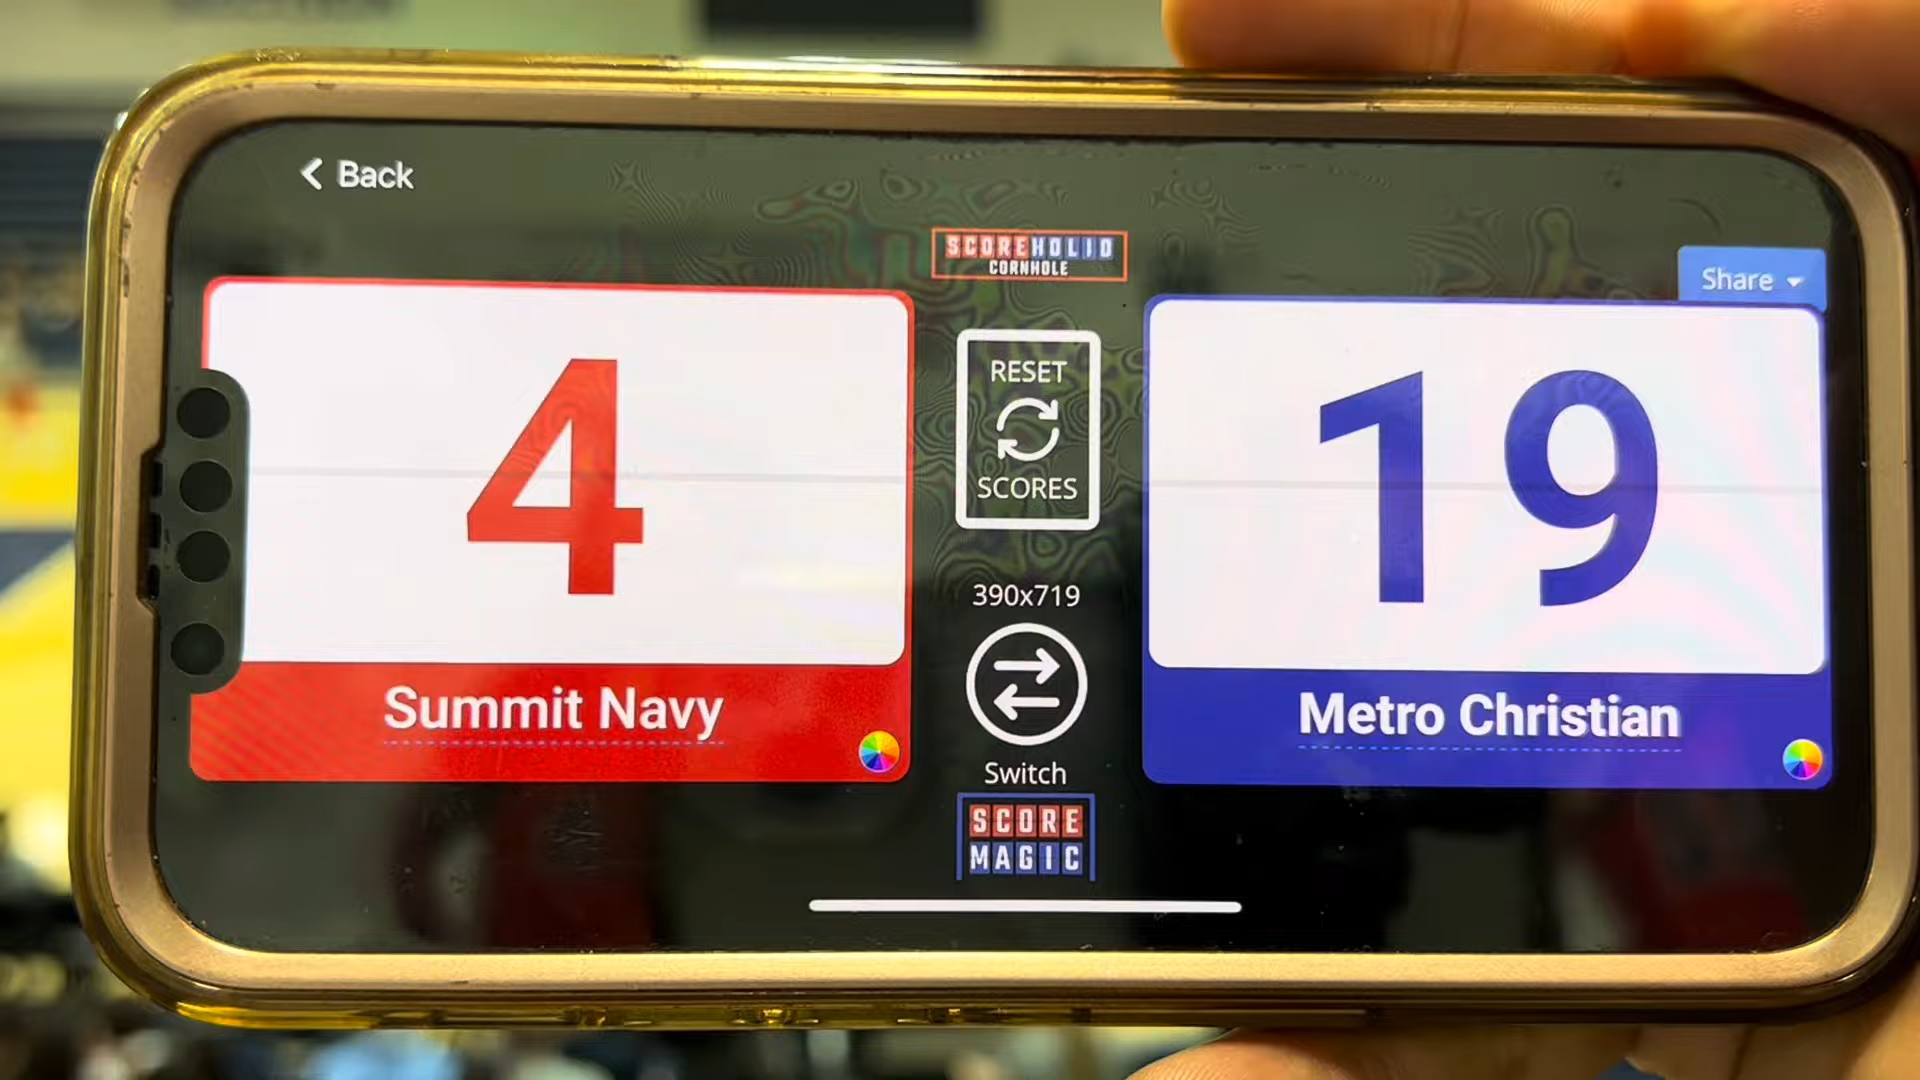 Back
SCOREHOLIO
CORNHOLE
Share
4
RESET
SCORES
19
390x719
Summit Navy
Metro Christian
Switch
SCORE
MAGIC